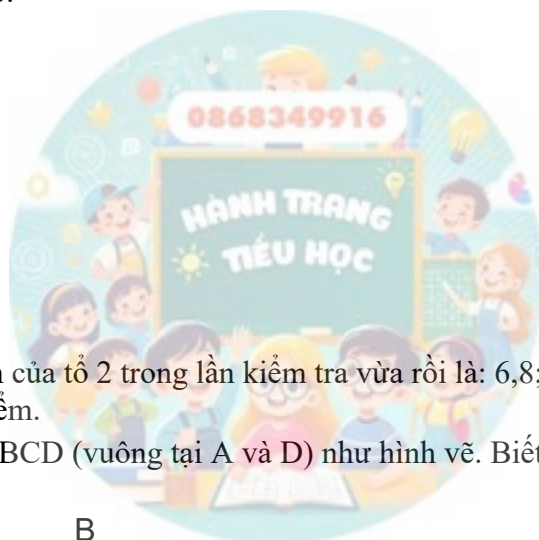 0868349916
HÀNH TRANG
TIỂU HỌC
của tổ 2 trong lần kiểm tra vừa rồi là: 6,8;
BCD (vuông tại A và D) như hình vẽ. Biết
B